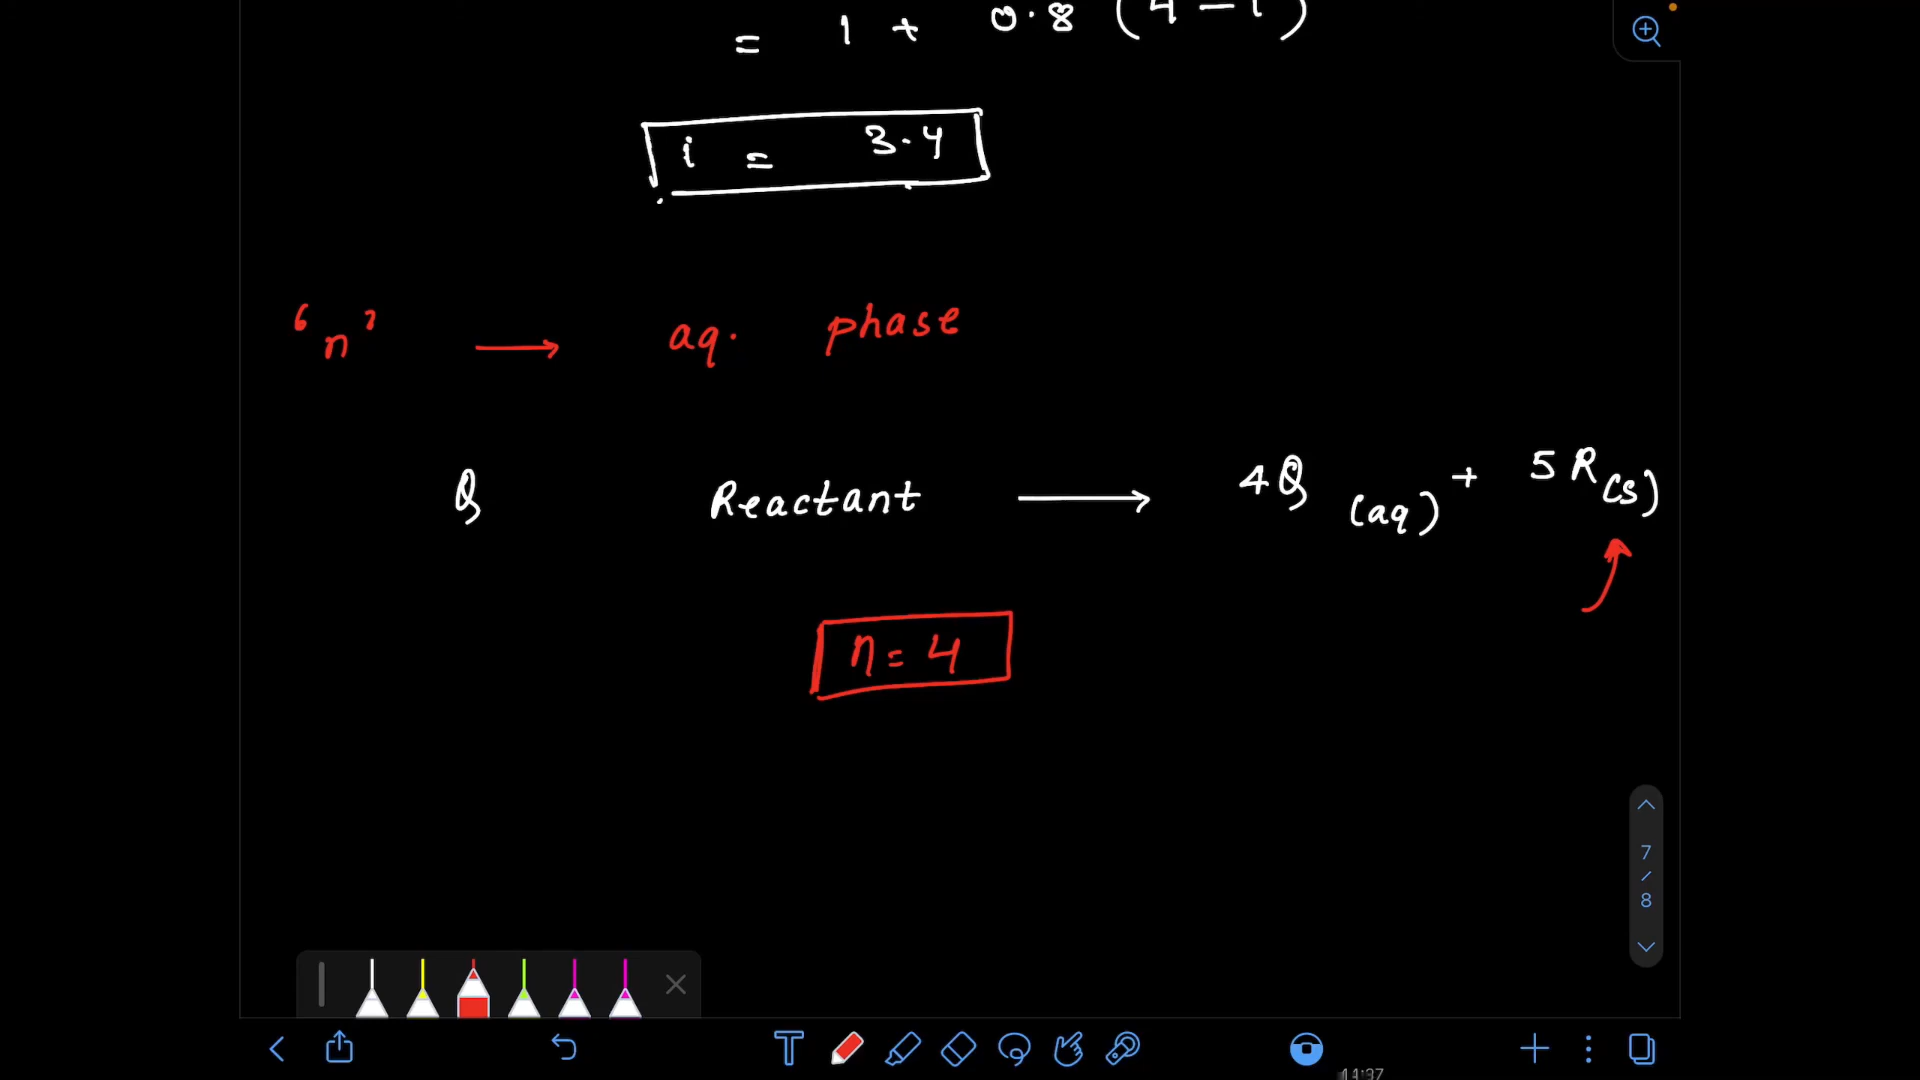 = 1 + 0.8 (4 - 1)
i = 3.4
'n' → aq. phase
Q Reactant → 4Q (aq) + 5R (s)
n = 4
7
/
8
T